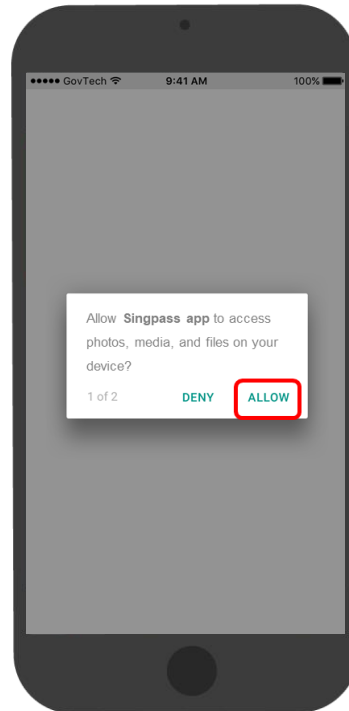 GovTech 9:41 AM 100%
Allow Singpass app to access
photos, media, and files on your
device?
1 of 2 DENY ALLOW